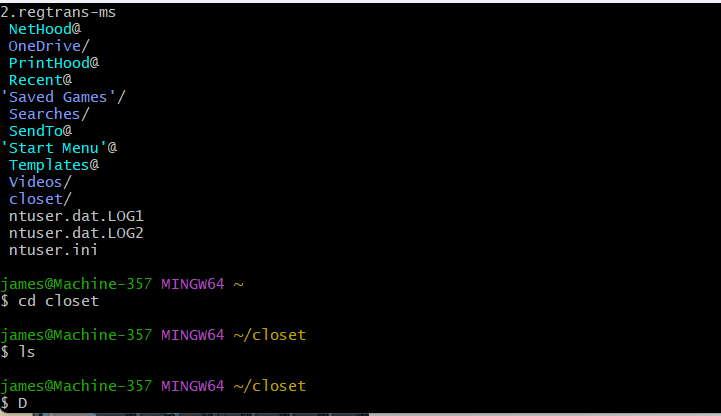 2.regtrans-ms
NetHood@
OneDrive/
PrintHood@
Recent@
'Saved Games'/
Searches/
SendTo@
'Start Menu'@
Templates@
Videos/
closet/
ntuser.dat.LOG1
ntuser.dat.LOG2
ntuser.ini
james@Machine-357 MINGW64 ~
$ cd closet
james@Machine-357 MINGW64 ~/closet
$ ls
james@Machine-357 MINGW64 ~/closet
$ D